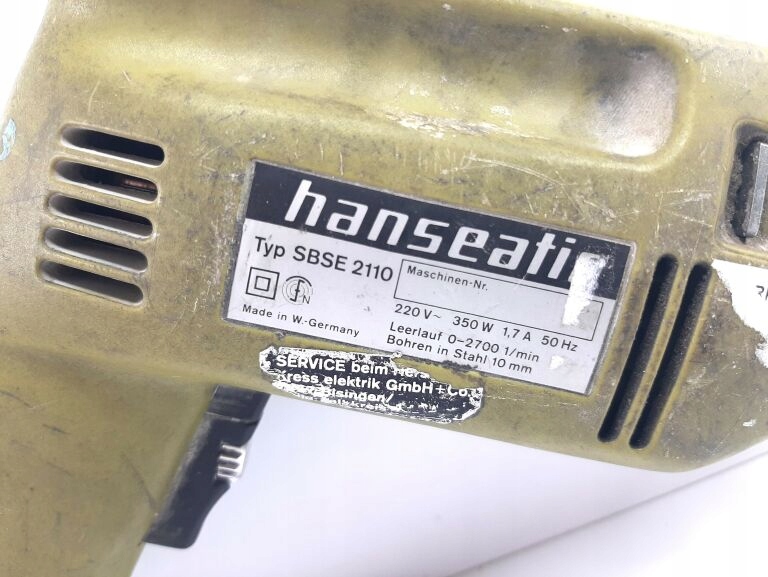 hanseatic
Typ SBSE 2110
Maschinen-Nr.
220 V~ 350 W 1,7 A 50 Hz
Leerlauf 0-2700 1/min
Bohren in Stahl 10 mm
Made in W.-Germany
SERVICE beim
Kress elektrik GmBH + Co.